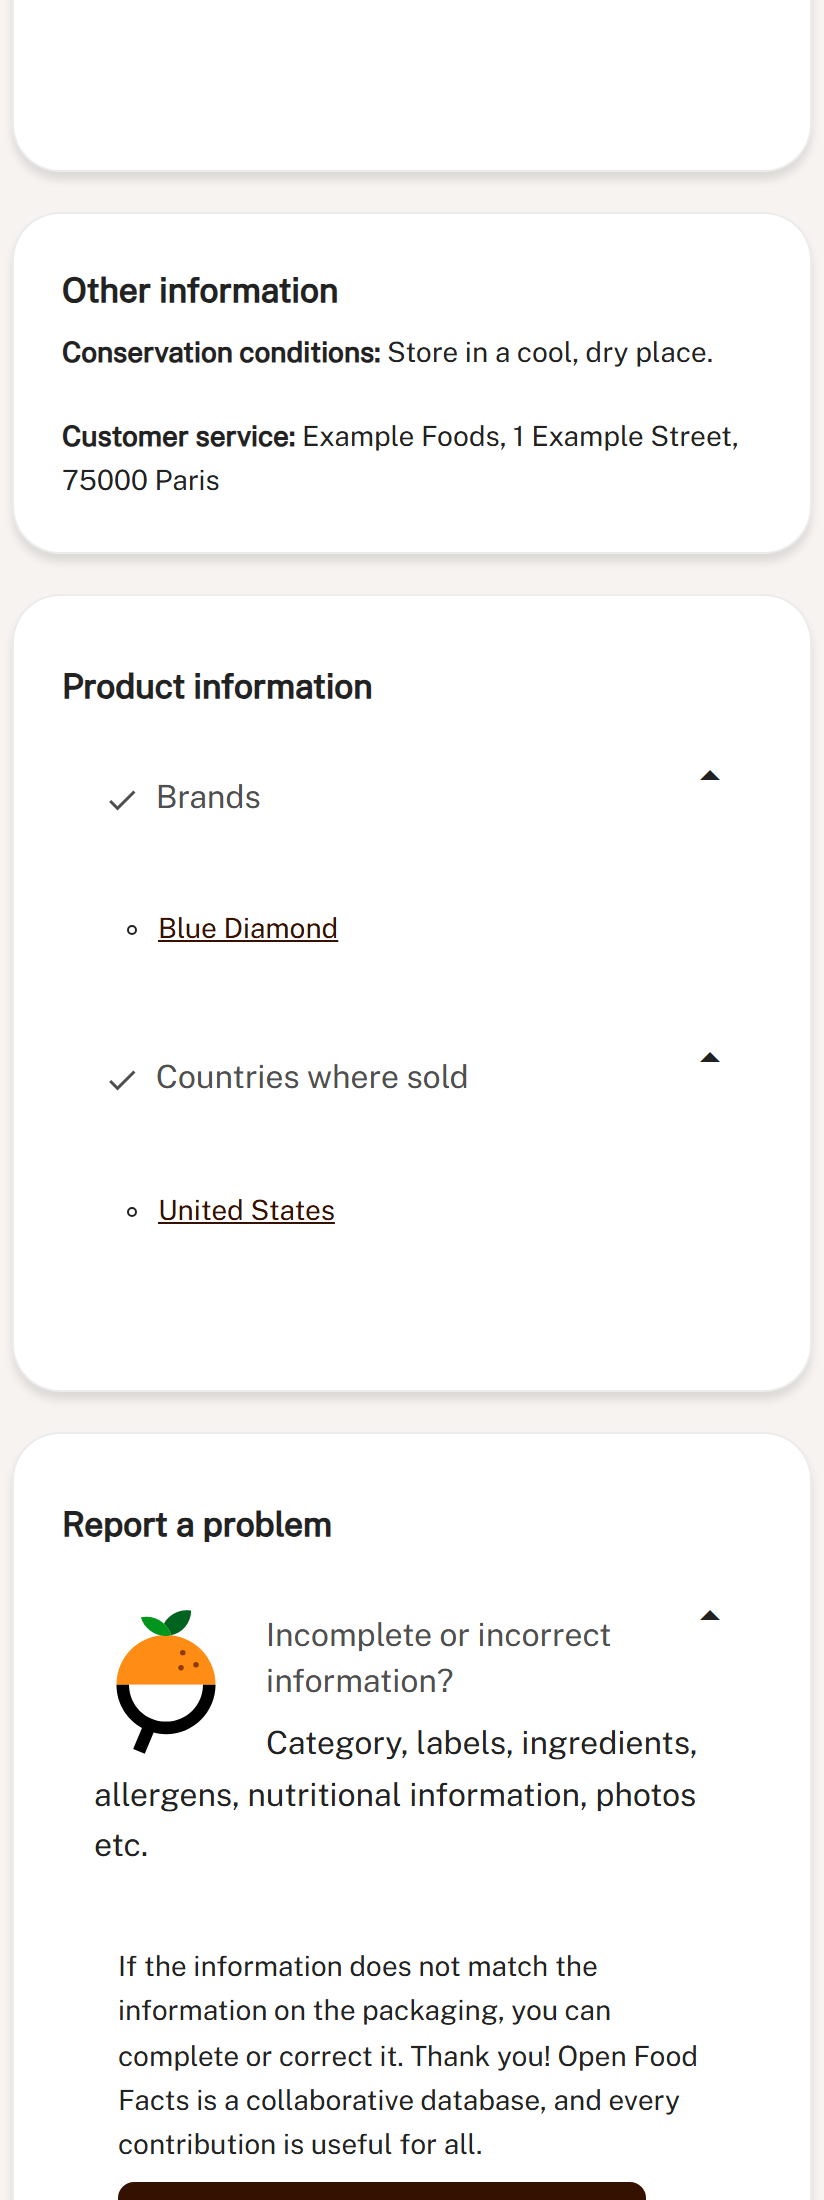 Other information
Conservation conditions: Store in a cool, dry place.
Customer service: Example Foods, 1 Example Street,
75000 Paris
Product information
Brands
Blue Diamond
Countries where sold
United States
Report a problem
Incomplete or incorrect
information?
Category, labels, ingredients,
allergens, nutritional information, photos
etc.
If the information does not match the
information on the packaging, you can
complete or correct it. Thank you! Open Food
Facts is a collaborative database, and every
contribution is useful for all.